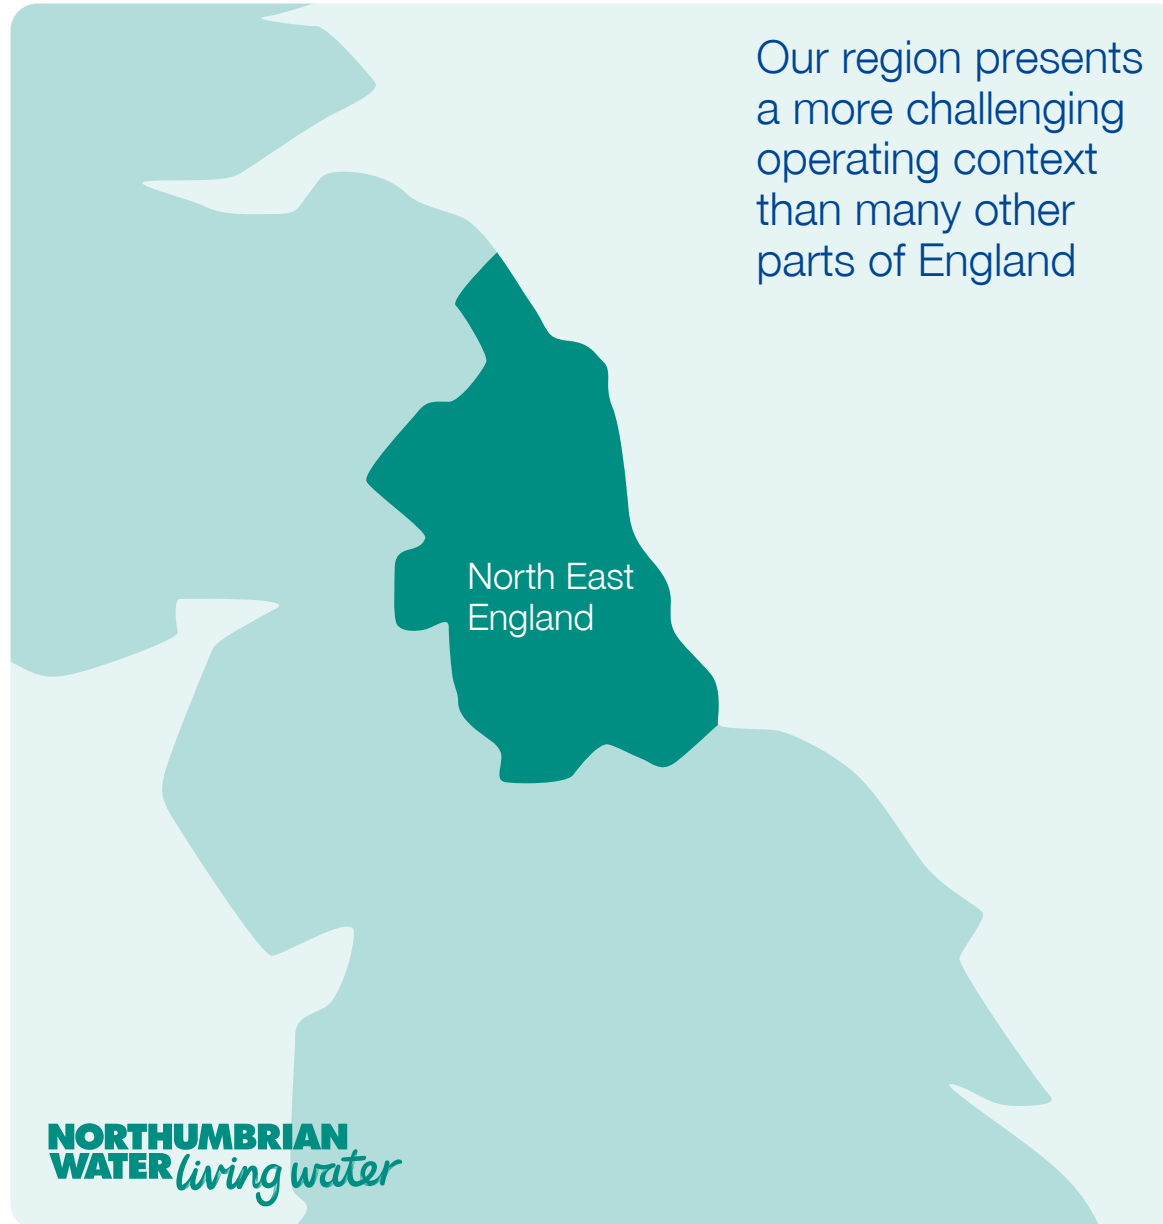 Our region presents
a more challenging
operating context
than many other
parts of England
North East
England
NORTHUMBRIAN
WATER living water